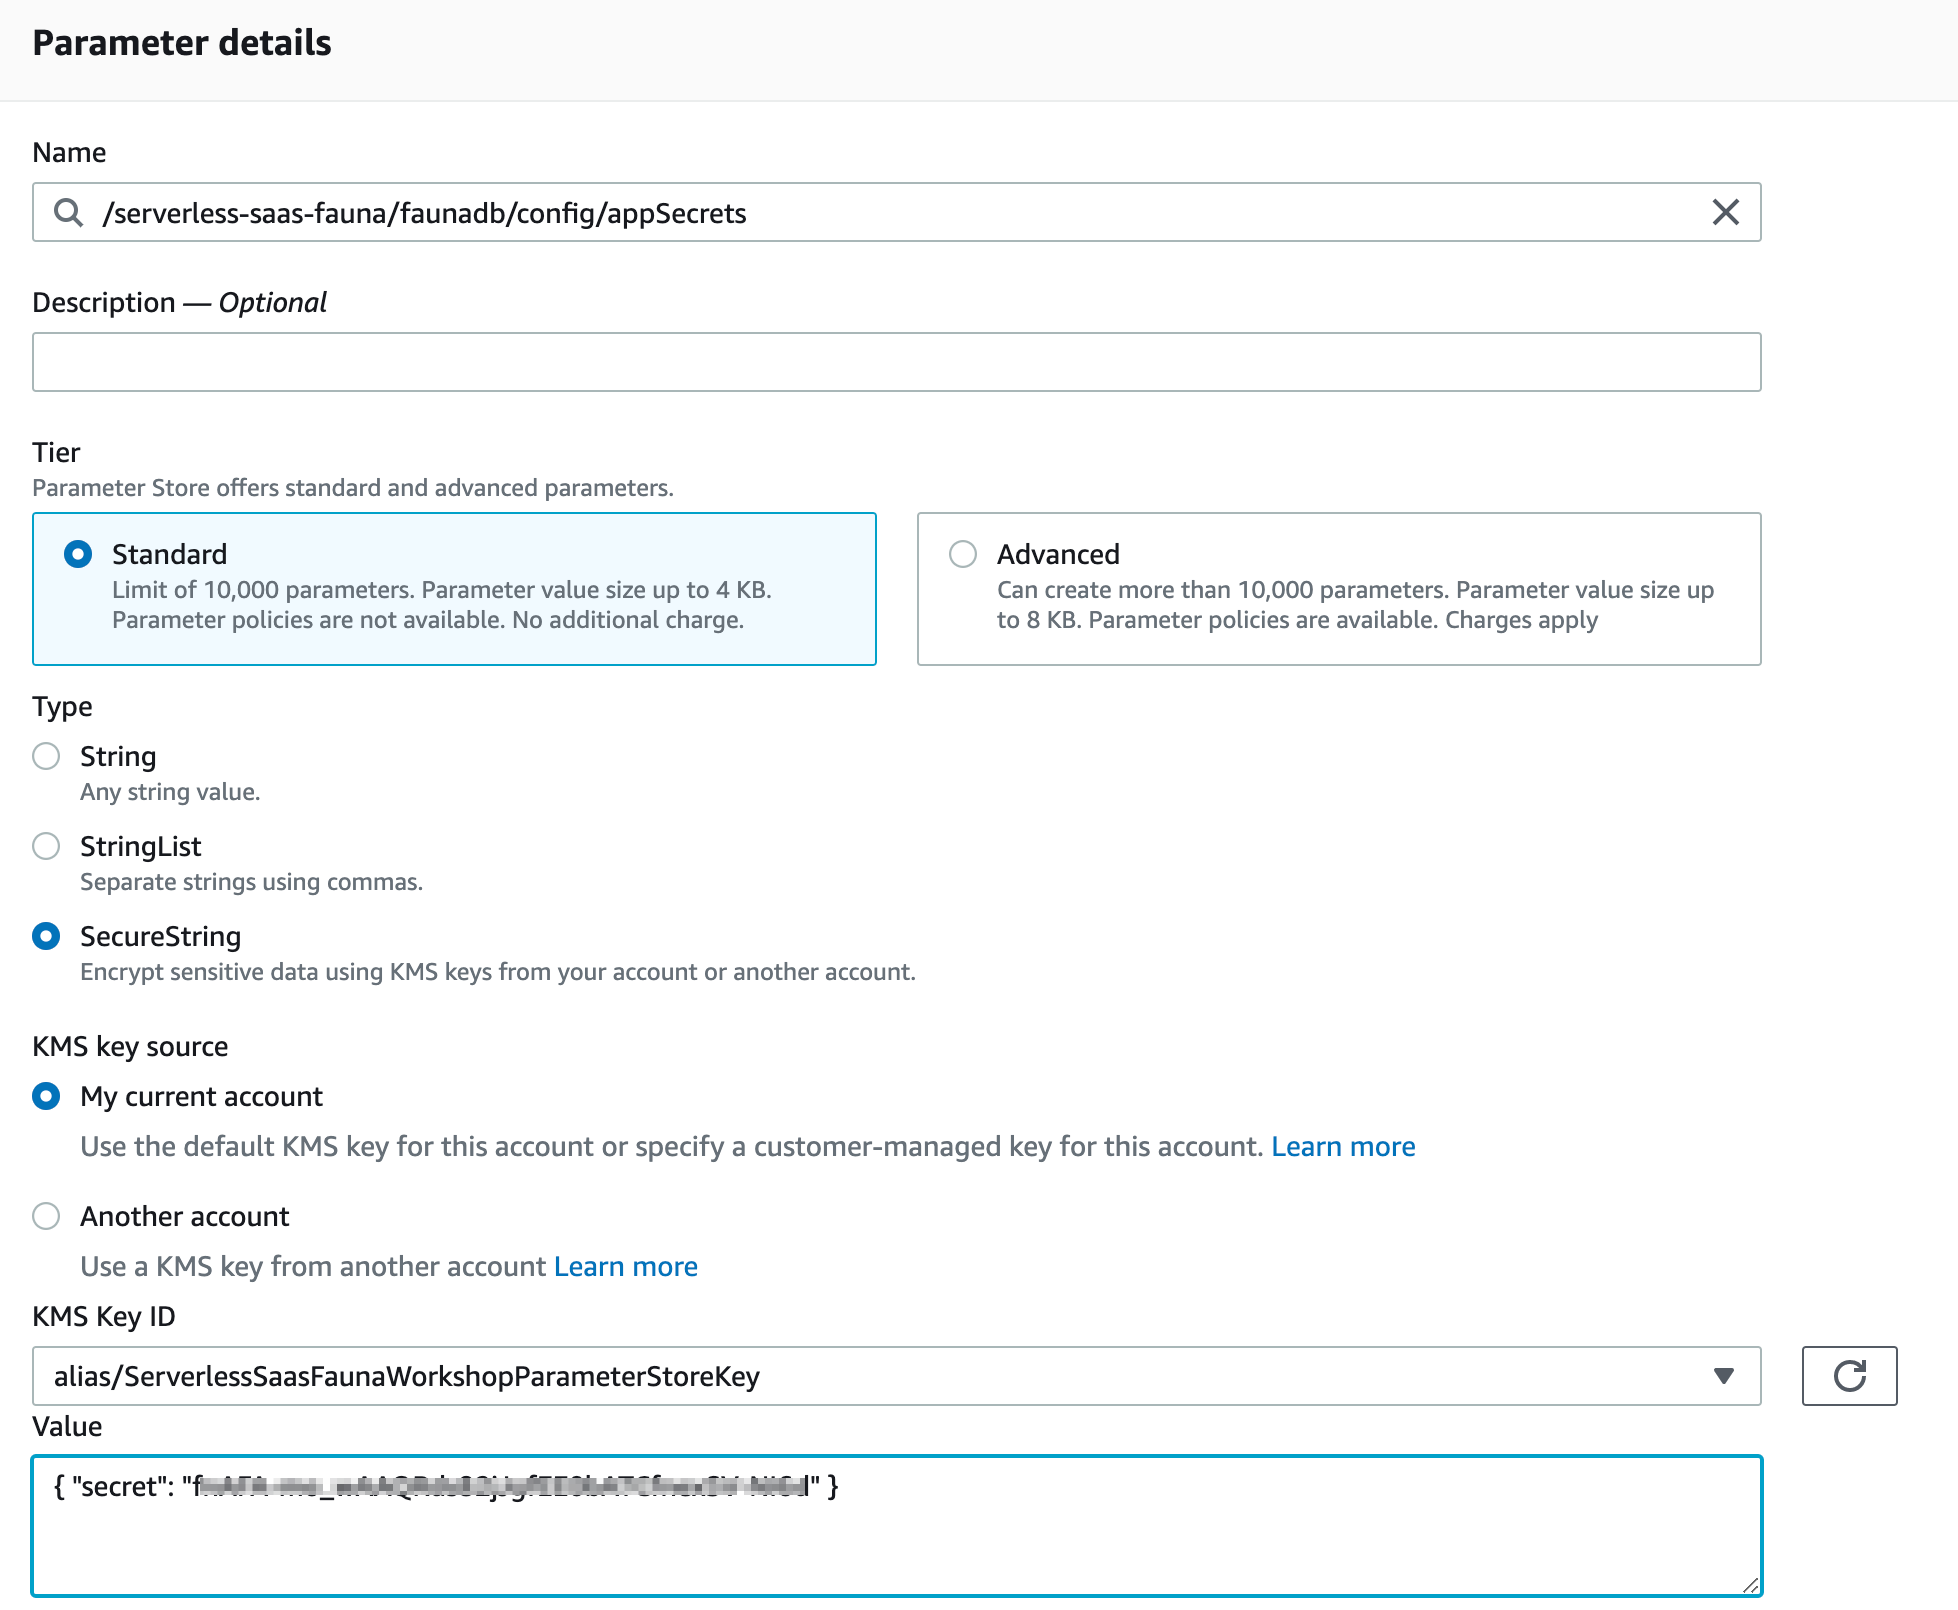 Parameter details
Name
/serverless-saas-fauna/faunadb/config/appSecrets
Description — Optional
Tier
Parameter Store offers standard and advanced parameters.
Standard
Limit of 10,000 parameters. Parameter value size up to 4 KB.
Parameter policies are not available. No additional charge.
Advanced
Can create more than 10,000 parameters. Parameter value size up
to 8 KB. Parameter policies are available. Charges apply
Type
String
Any string value.
StringList
Separate strings using commas.
SecureString
Encrypt sensitive data using KMS keys from your account or another account.
KMS key source
My current account
Use the default KMS key for this account or specify a customer-managed key for this account. Learn more
Another account
Use a KMS key from another account Learn more
KMS Key ID
alias/ServerlessSaasFaunaWorkshopParameterStoreKey
Value
{ "secret": " " }